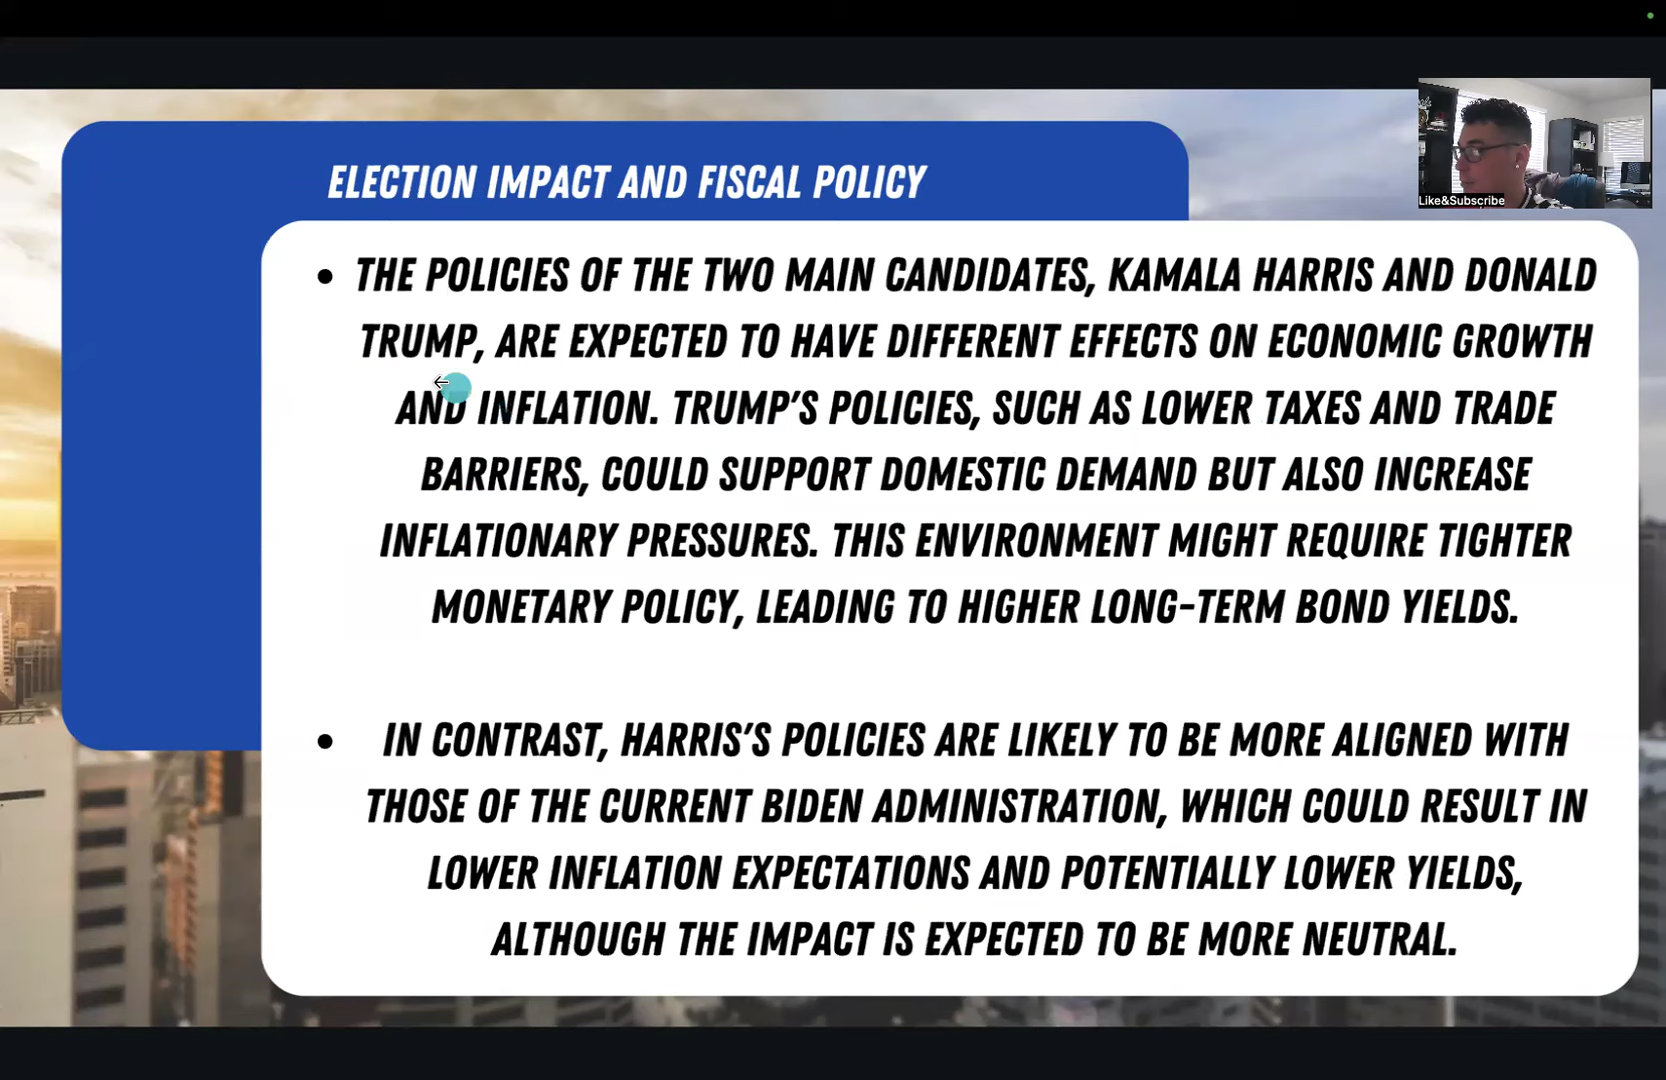 Like&Subscribe
ELECTION IMPACT AND FISCAL POLICY
• THE POLICIES OF THE TWO MAIN CANDIDATES, KAMALA HARRIS AND DONALD
TRUMP, ARE EXPECTED TO HAVE DIFFERENT EFFECTS ON ECONOMIC GROWTH
AND INFLATION. TRUMP'S POLICIES, SUCH AS LOWER TAXES AND TRADE
BARRIERS, COULD SUPPORT DOMESTIC DEMAND BUT ALSO INCREASE
INFLATIONARY PRESSURES. THIS ENVIRONMENT MIGHT REQUIRE TIGHTER
MONETARY POLICY, LEADING TO HIGHER LONG-TERM BOND YIELDS.
• IN CONTRAST, HARRIS'S POLICIES ARE LIKELY TO BE MORE ALIGNED WITH
THOSE OF THE CURRENT BIDEN ADMINISTRATION, WHICH COULD RESULT IN
LOWER INFLATION EXPECTATIONS AND POTENTIALLY LOWER YIELDS,
ALTHOUGH THE IMPACT IS EXPECTED TO BE MORE NEUTRAL.